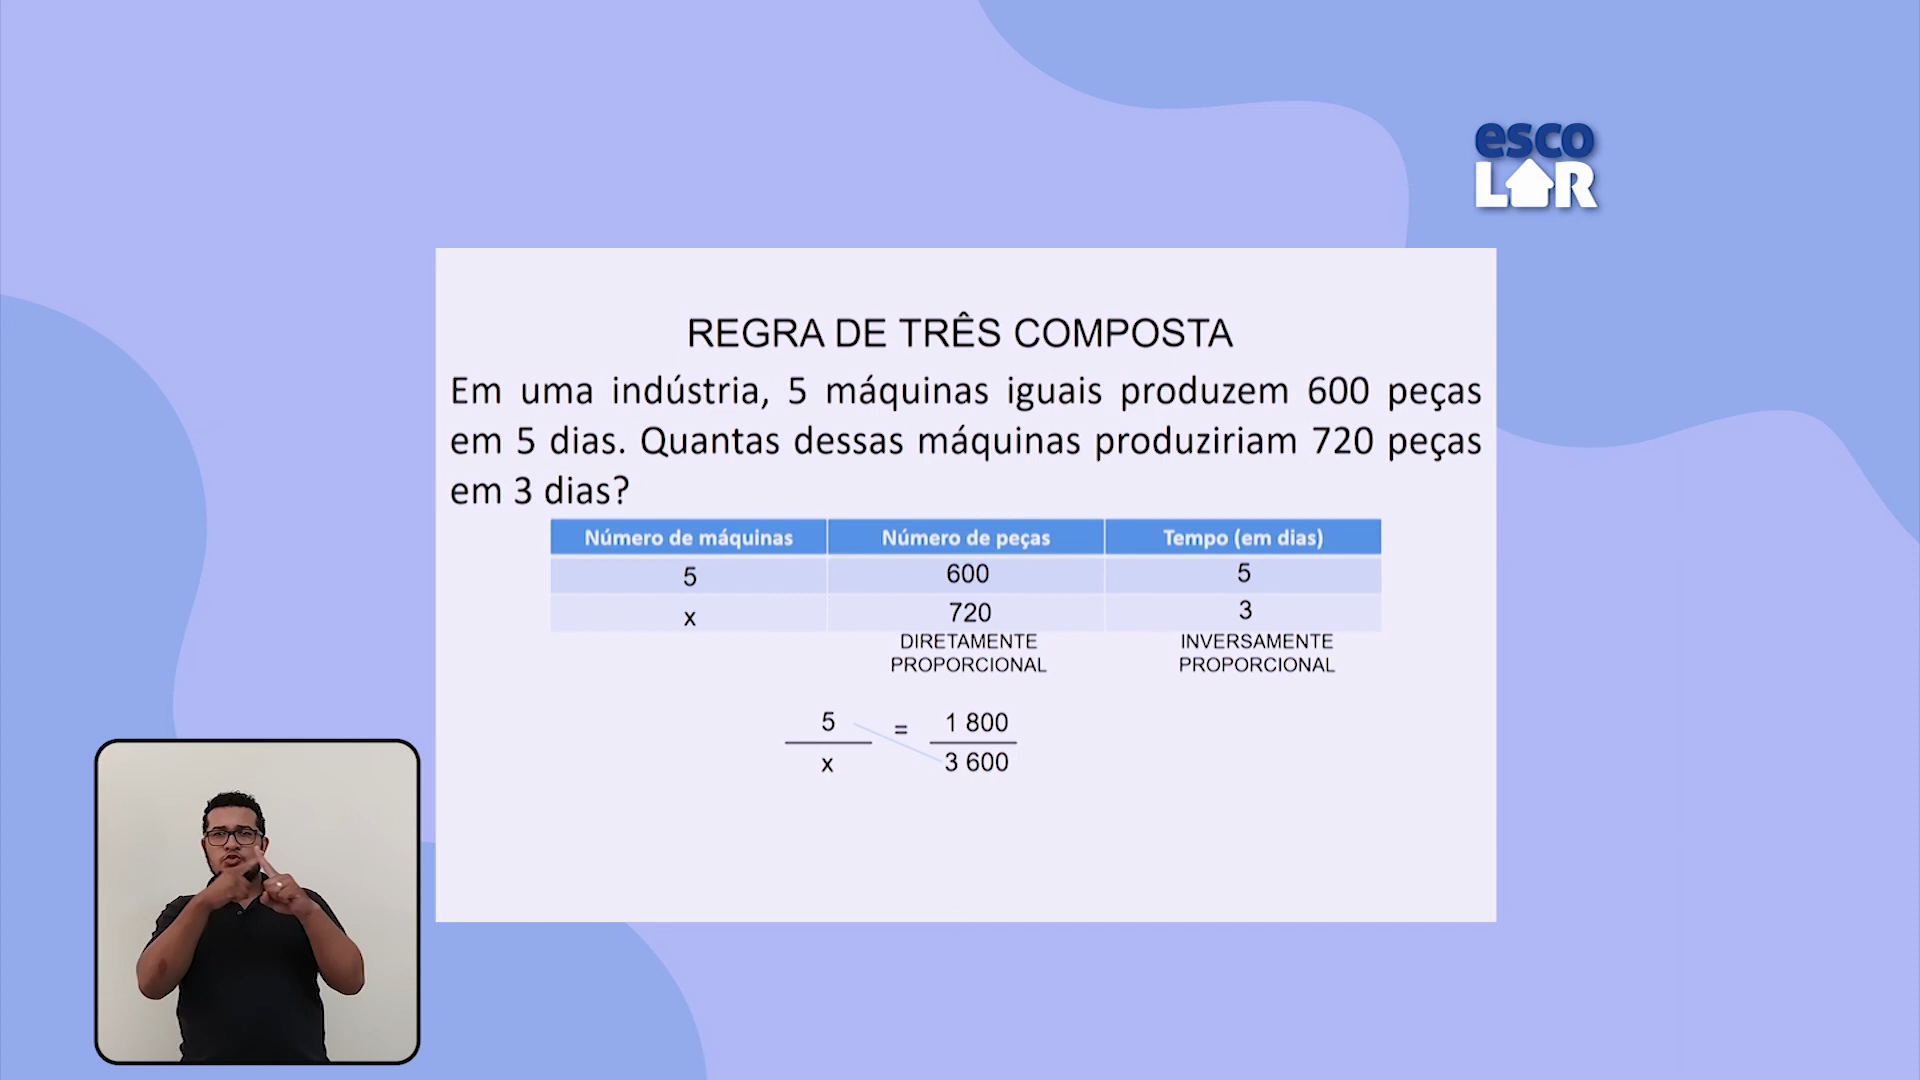 esco
LAR
REGRA DE TRÊS COMPOSTA
Em uma indústria, 5 máquinas iguais produzem 600 peças
em 5 dias. Quantas dessas máquinas produziriam 720 peças
em 3 dias?
Número de máquinas Número de peças Tempo (em dias)
5 600 5
x 720 3
DIRETAMENTE INVERSAMENTE
PROPORCIONAL PROPORCIONAL
5 = 1 800
x 3 600